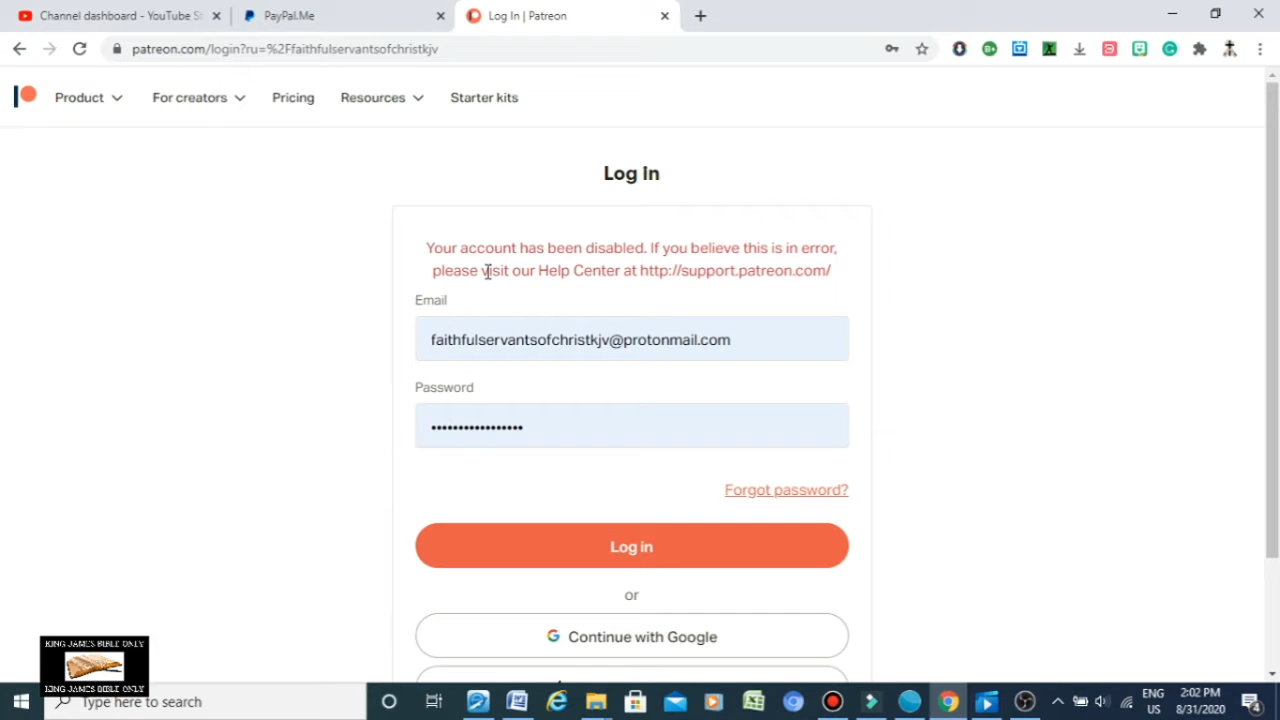 Channel dashboard - YouTube St
PayPal.Me
Log In | Patreon
patreon.com/login?ru=%2Ffaithfulservantsofchristkjv
Product
For creators
Pricing
Resources
Starter kits
Log in
Your account has been disabled. If you believe this is in error,
please visit our Help Center at http://support.patreon.com/
Email
faithfulservantsofchristkjv@protonmail.com
Password
•••••••••••••••••
Forgot password?
Log in
or
Continue with Google
KING JAMES BIBLE ONLY
KING JAMES BIBLE ONLY
Type here to search
ENG
US
2:02 PM
8/31/2020
4